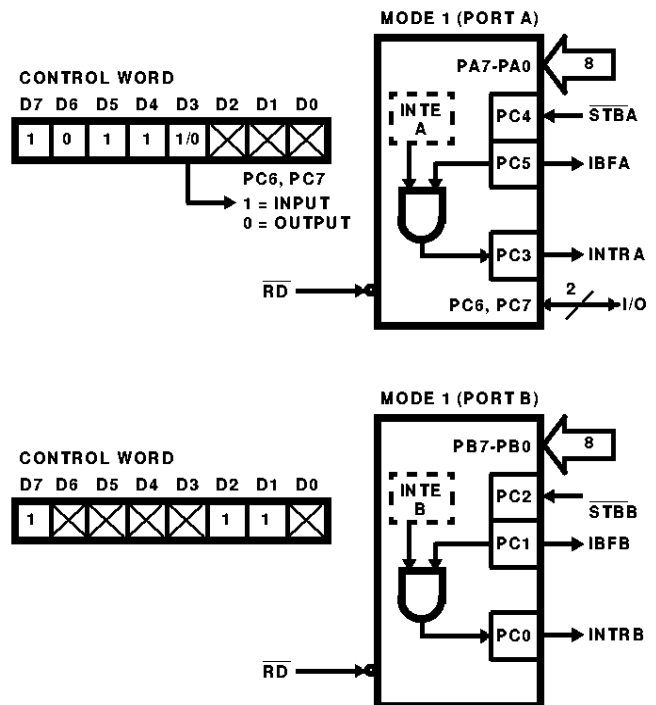 MODE 1 (PORT A)
CONTROL WORD
D7 D6 D5 D4 D3 D2 D1 D0
1 0 1 1 1/0
PC6, PC7
1 = INPUT
0 = OUTPUT
PA7-PA0
8
INTE
A
PC4
STBA
PC5
IBFA
PC3
INTRA
RD
PC6, PC7
2
I/O
MODE 1 (PORT B)
CONTROL WORD
D7 D6 D5 D4 D3 D2 D1 D0
1 1 1
PB7-PB0
8
INTE
B
PC2
STBB
PC1
IBFB
PC0
INTRB
RD